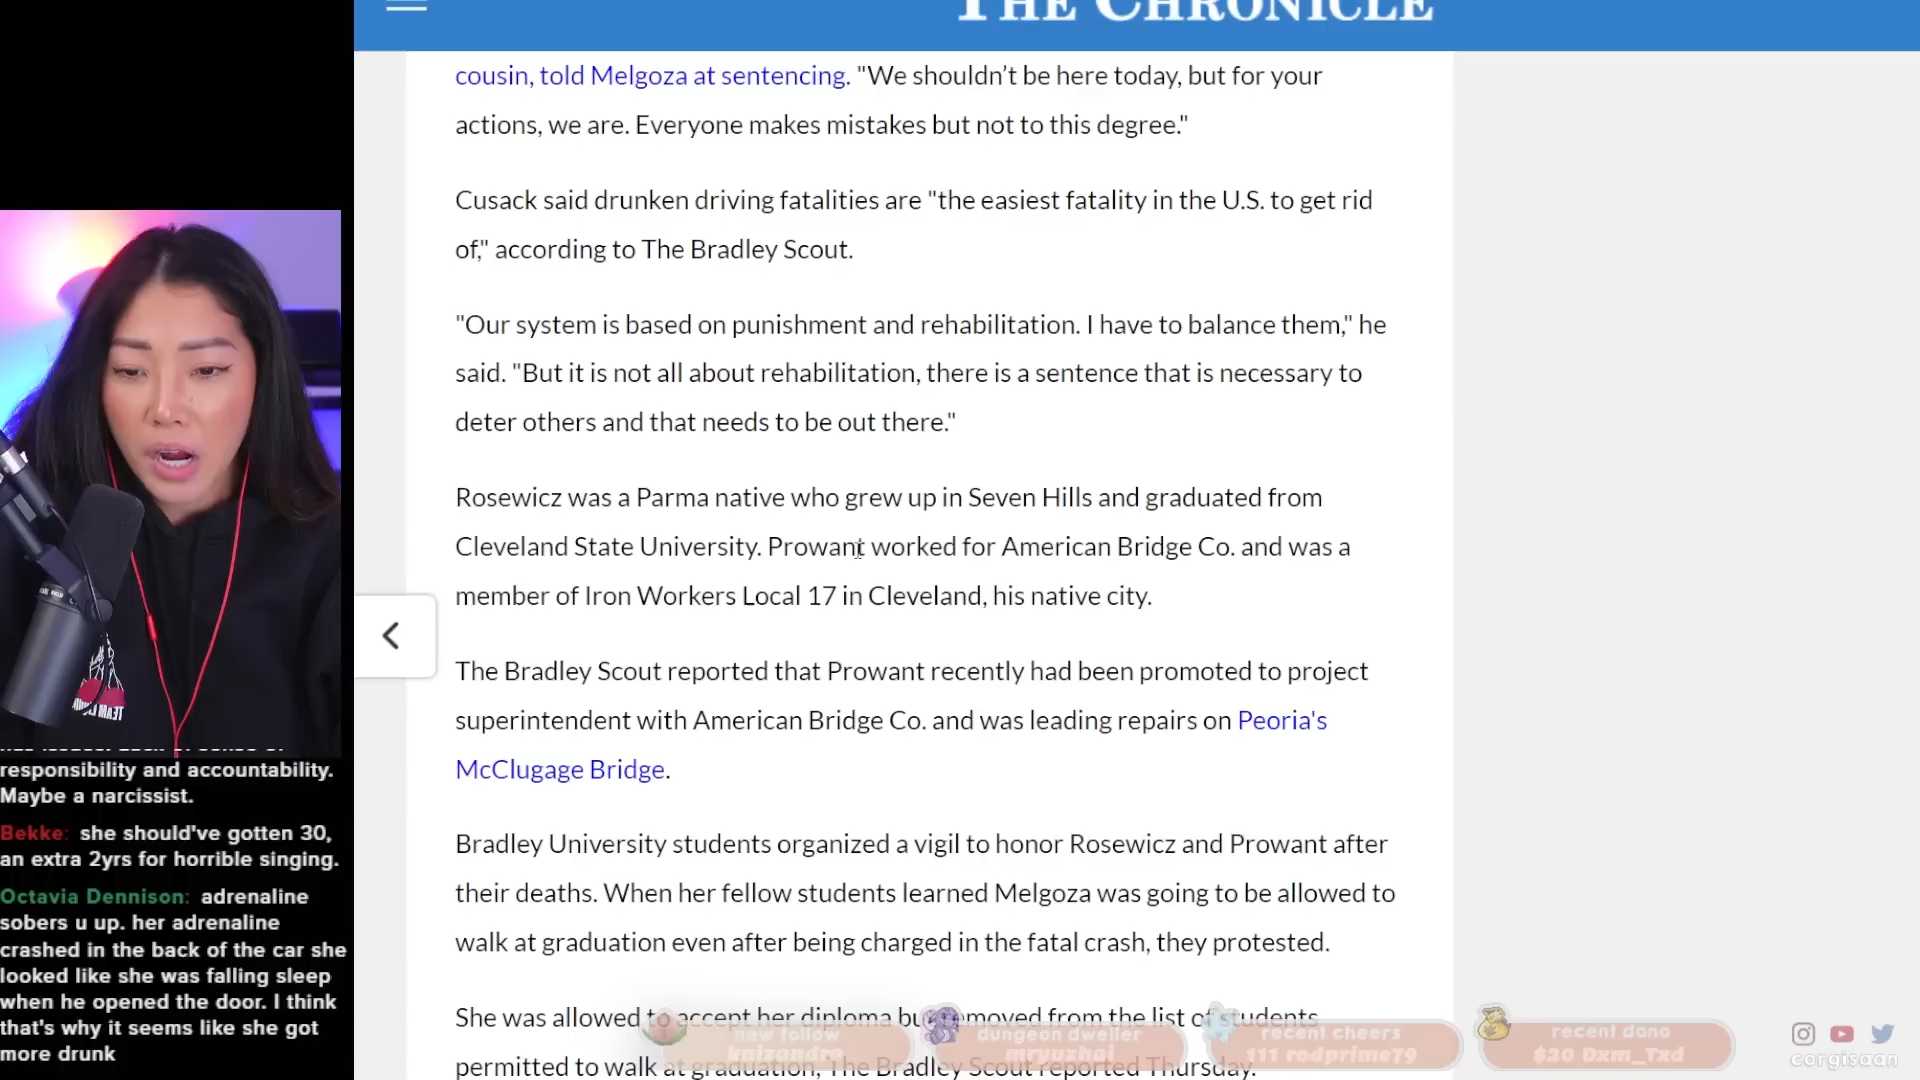 THE CHRONICLE
cousin, told Melgoza at sentencing. "We shouldn’t be here today, but for your
actions, we are. Everyone makes mistakes but not to this degree."
Cusack said drunken driving fatalities are "the easiest fatality in the U.S. to get rid
of," according to The Bradley Scout.
"Our system is based on punishment and rehabilitation. I have to balance them," he
said. "But it is not all about rehabilitation, there is a sentence that is necessary to
deter others and that needs to be out there."
Rosewicz was a Parma native who grew up in Seven Hills and graduated from
Cleveland State University. Prowant worked for American Bridge Co. and was a
member of Iron Workers Local 17 in Cleveland, his native city.
The Bradley Scout reported that Prowant recently had been promoted to project
superintendent with American Bridge Co. and was leading repairs on Peoria's
McClugage Bridge.
Bradley University students organized a vigil to honor Rosewicz and Prowant after
their deaths. When her fellow students learned Melgoza was going to be allowed to
walk at graduation even after being charged in the fatal crash, they protested.
She was allowed to accept her diploma but removed from the list of students
permitted to walk at graduation, The Bradley Scout reported Thursday.
responsibility and accountability.
Maybe a narcissist.
Bekke: she should've gotten 30,
an extra 2yrs for horrible singing.
Octavia Dennison: adrenaline
sobers u up. her adrenaline
crashed in the back of the car she
looked like she was falling sleep
when he opened the door. I think
that's why it seems like she got
more drunk
new follow
knizandra
dungeon dweller
mryuzhai
recent cheers
111 rodprime79
recent dono
$20 Dxm_Txd
corgisaan